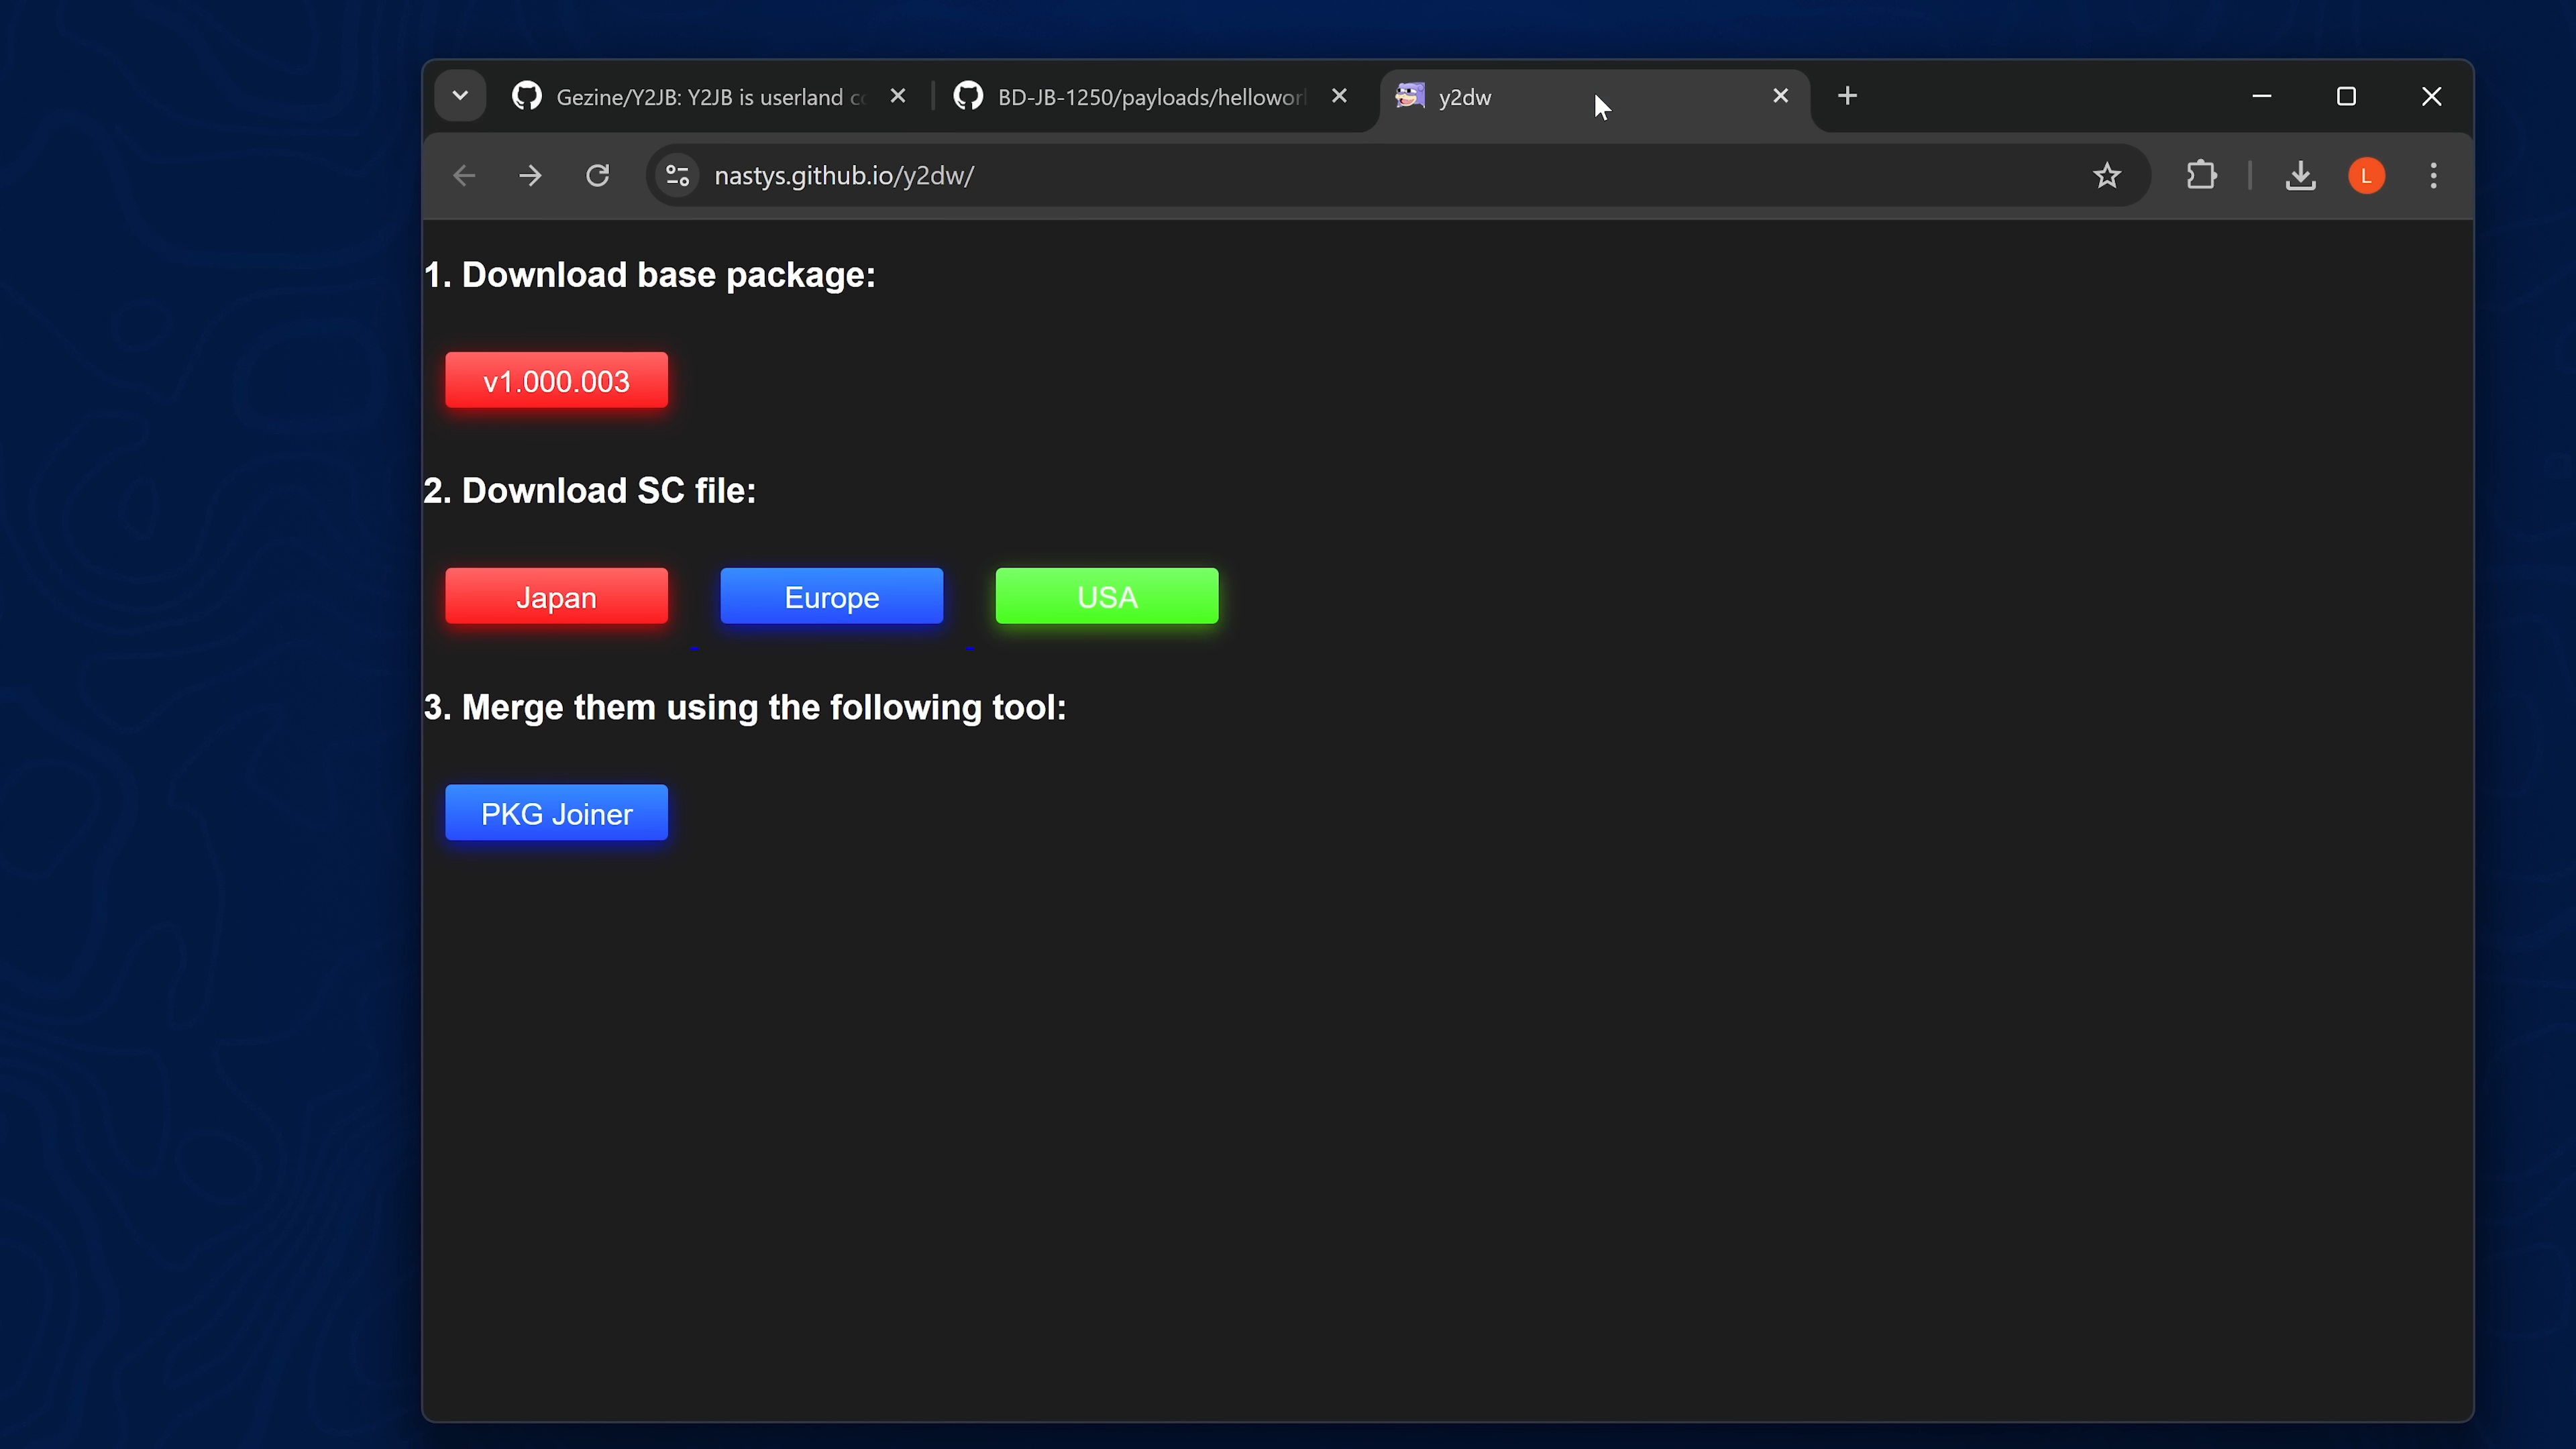 Gezine/Y2JB: Y2JB is userland
BD-JB-1250/payloads/hellowor
y2dw
nastys.github.io/y2dw/
L
1. Download base package:
v1.000.003
2. Download SC file:
Japan
Europe
USA
3. Merge them using the following tool:
PKG Joiner